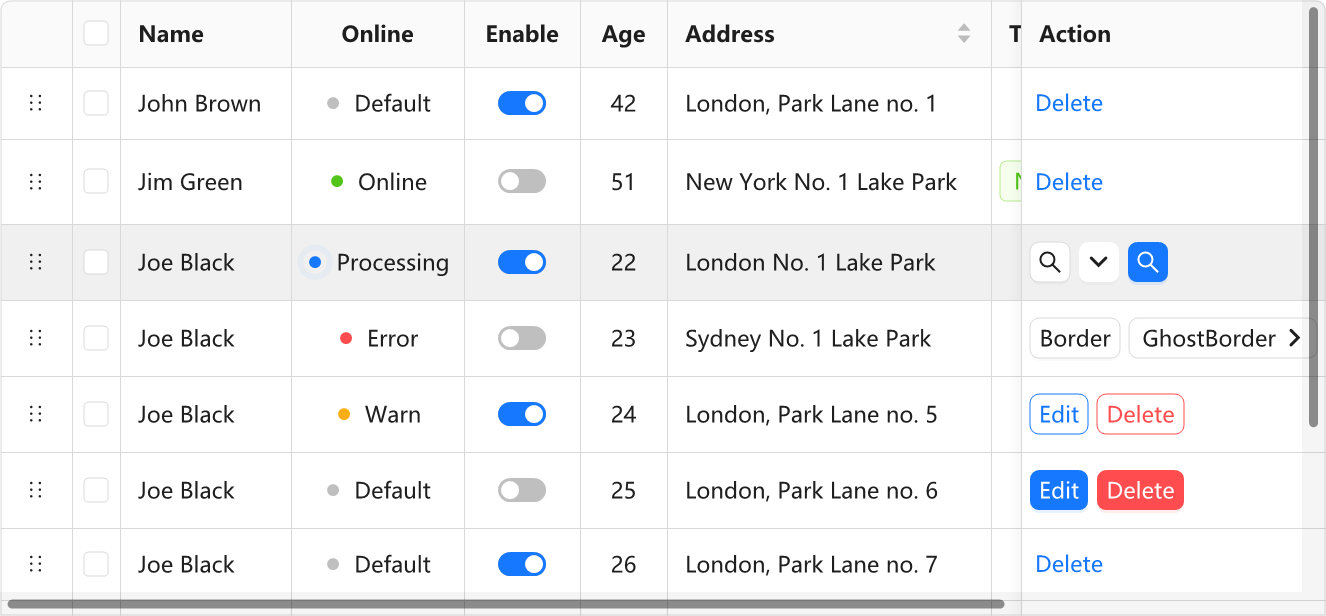 Name Online Enable Age Address T Action
John Brown Default 42 London, Park Lane no. 1 Delete
Jim Green Online 51 New York No. 1 Lake Park Delete
Joe Black Processing 22 London No. 1 Lake Park
Joe Black Error 23 Sydney No. 1 Lake Park Border GhostBorder
Joe Black Warn 24 London, Park Lane no. 5 Edit Delete
Joe Black Default 25 London, Park Lane no. 6 Edit Delete
Joe Black Default 26 London, Park Lane no. 7 Delete